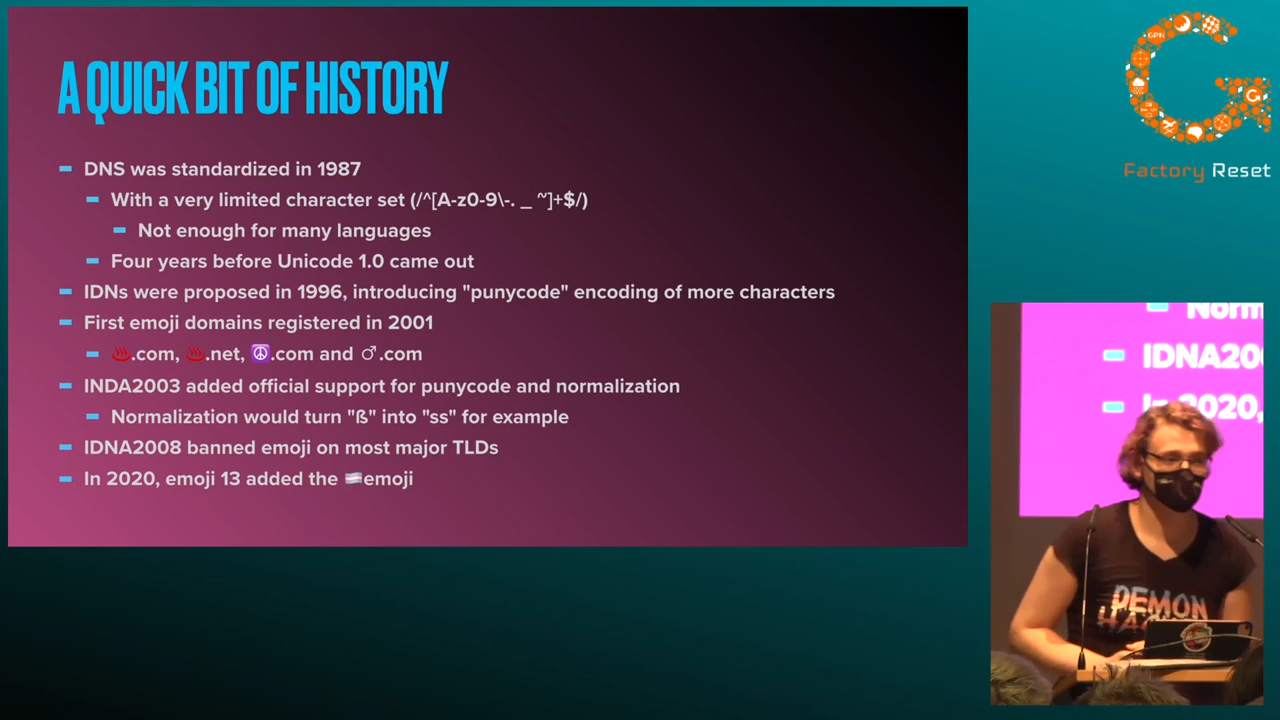 A QUICK BIT OF HISTORY
DNS was standardized in 1987
With a very limited character set (/^[A-z0-9\-. _ ~]+$/)
Not enough for many languages
Four years before Unicode 1.0 came out
IDNs were proposed in 1996, introducing "punycode" encoding of more characters
First emoji domains registered in 2001
♨.com, ♨.net, ☮.com and ♂.com
INDA2003 added official support for punycode and normalization
Normalization would turn "ß" into "ss" for example
IDNA2008 banned emoji on most major TLDs
In 2020, emoji 13 added the 🏳️‍⚧️emoji
GPN
Factory Reset
Norm
IDNA200
In 2020,
DEMON